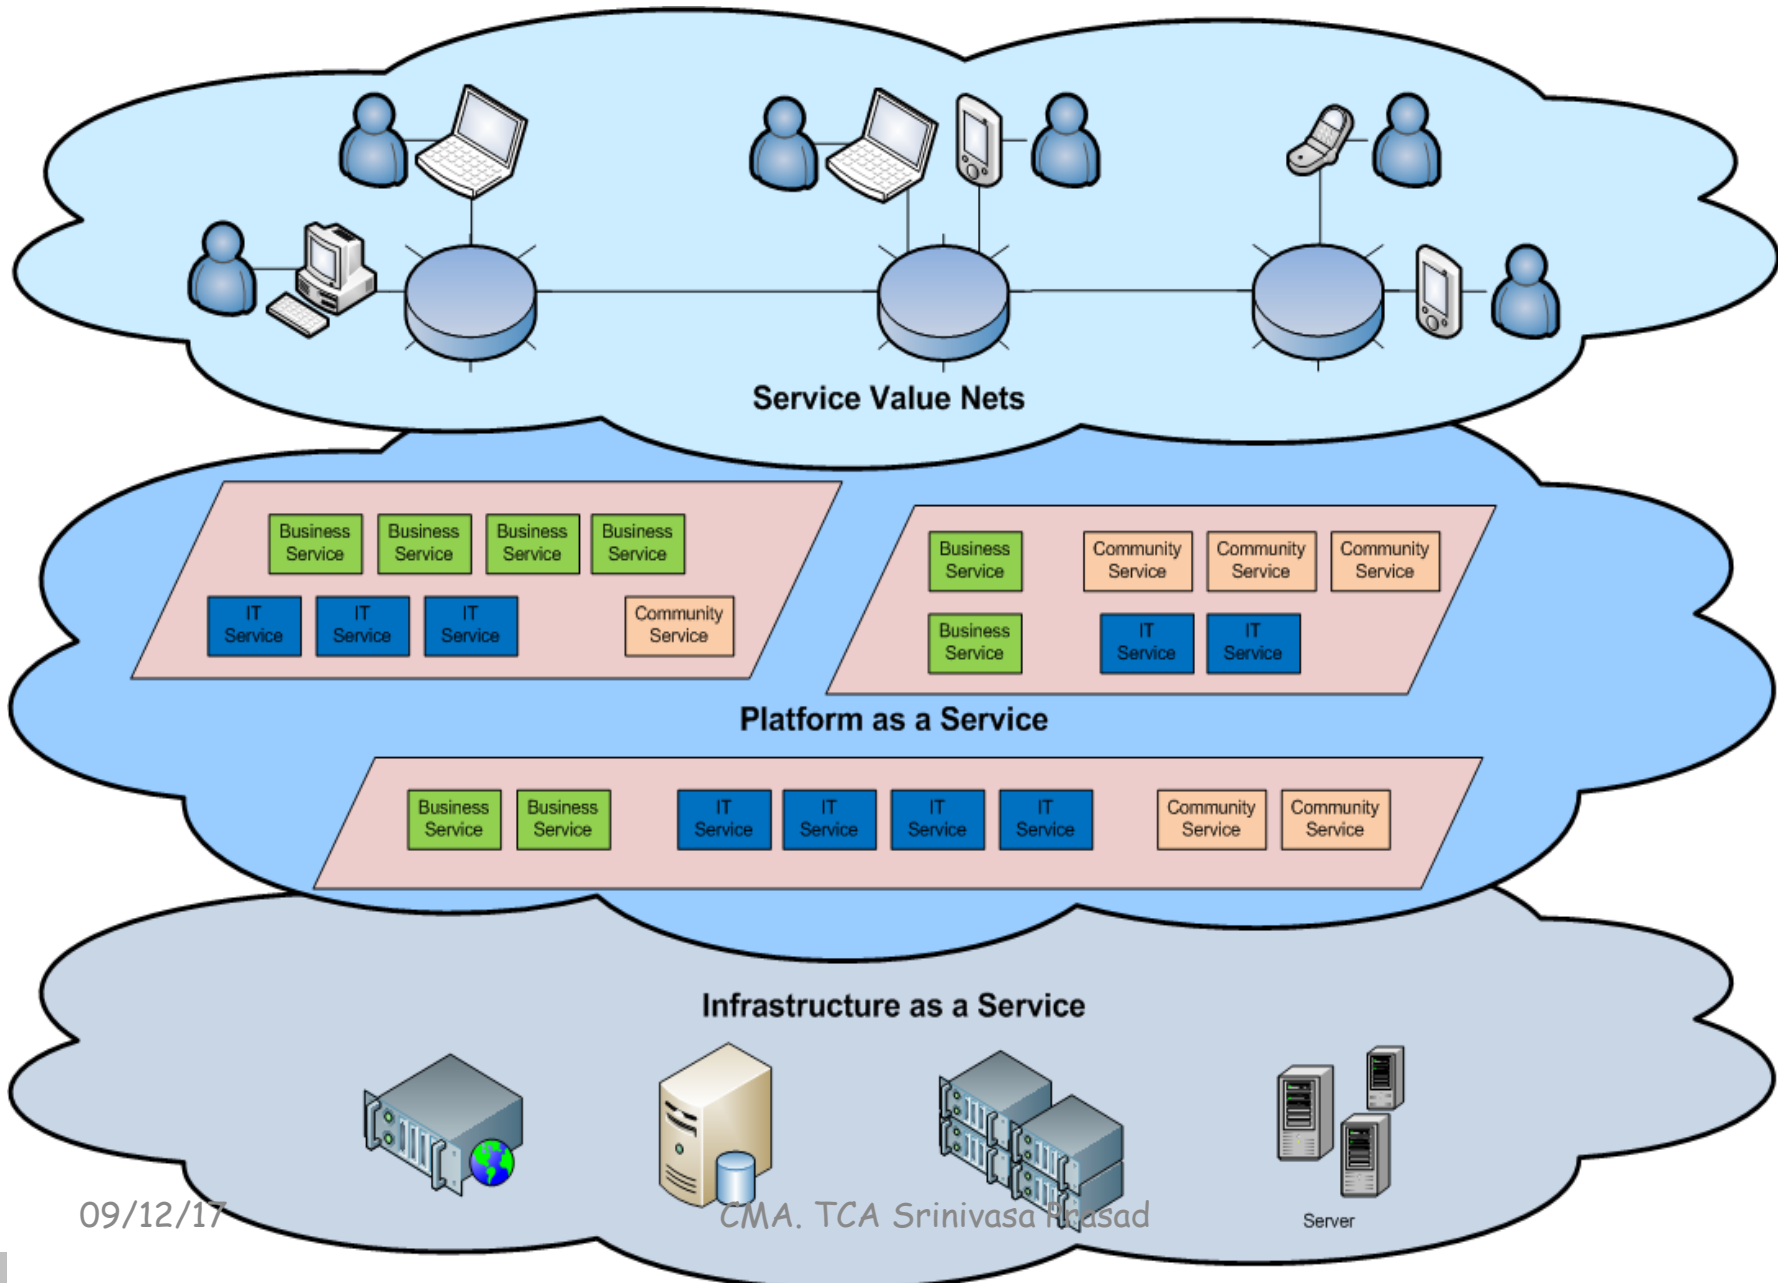 Service Value Nets
Business Service
Business Service
Business Service
Business Service
IT Service
IT Service
IT Service
Community Service
Business Service
Community Service
Community Service
Community Service
Business Service
IT Service
IT Service
Platform as a Service
Business Service
Business Service
IT Service
IT Service
IT Service
IT Service
Community Service
Community Service
Infrastructure as a Service
Server
09/12/17
CMA. TCA Srinivasa Prasad